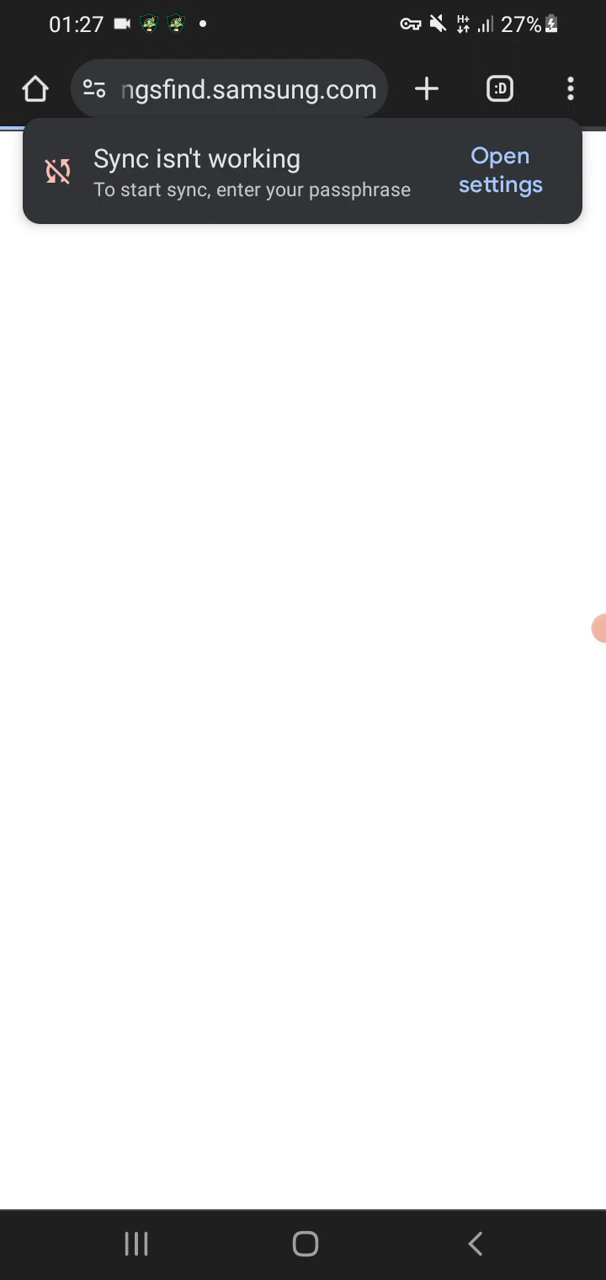 01:27
H+
27%
ngsfind.samsung.com
:D
Sync isn't working
To start sync, enter your passphrase
Open
settings